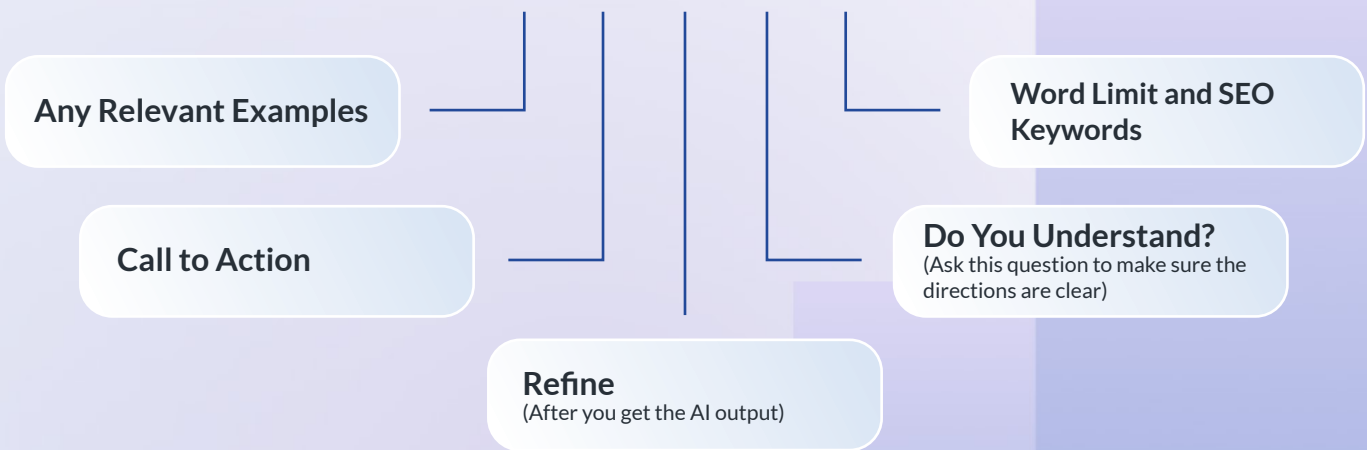 Any Relevant Examples
Word Limit and SEO
Keywords
Call to Action
Do You Understand?
(Ask this question to make sure the
directions are clear)
Refine
(After you get the AI output)